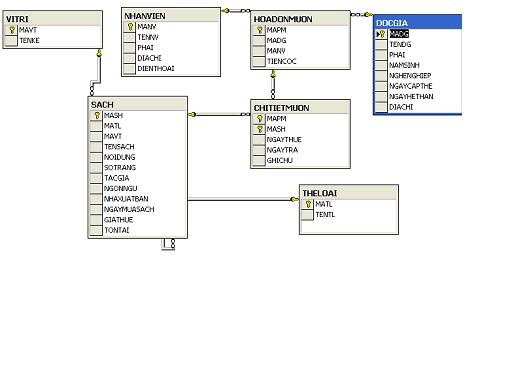 VITRI
MAVT
TENKE
NHANVIEN
MANV
TENNV
PHAI
DIACHI
DIENTHOAI
HOADONMUON
MAPM
MADG
MANV
TIENCOC
DOCGIA
MADG
TENDG
PHAI
NAMSINH
NGHENGHIEP
NGAYCAPTHE
NGAYHETHAN
DIACHI
SACH
MASH
MATL
MAVT
TENSACH
NOIDUNG
SOTRANG
TACGIA
NGONNGU
NHAXUATBAN
NGAYMUASACH
GIATHUE
TONTAI
CHITIETMUON
MAPM
MASH
NGAYTHUE
NGAYTRA
GHICHU
THELOAI
MATL
TENTL